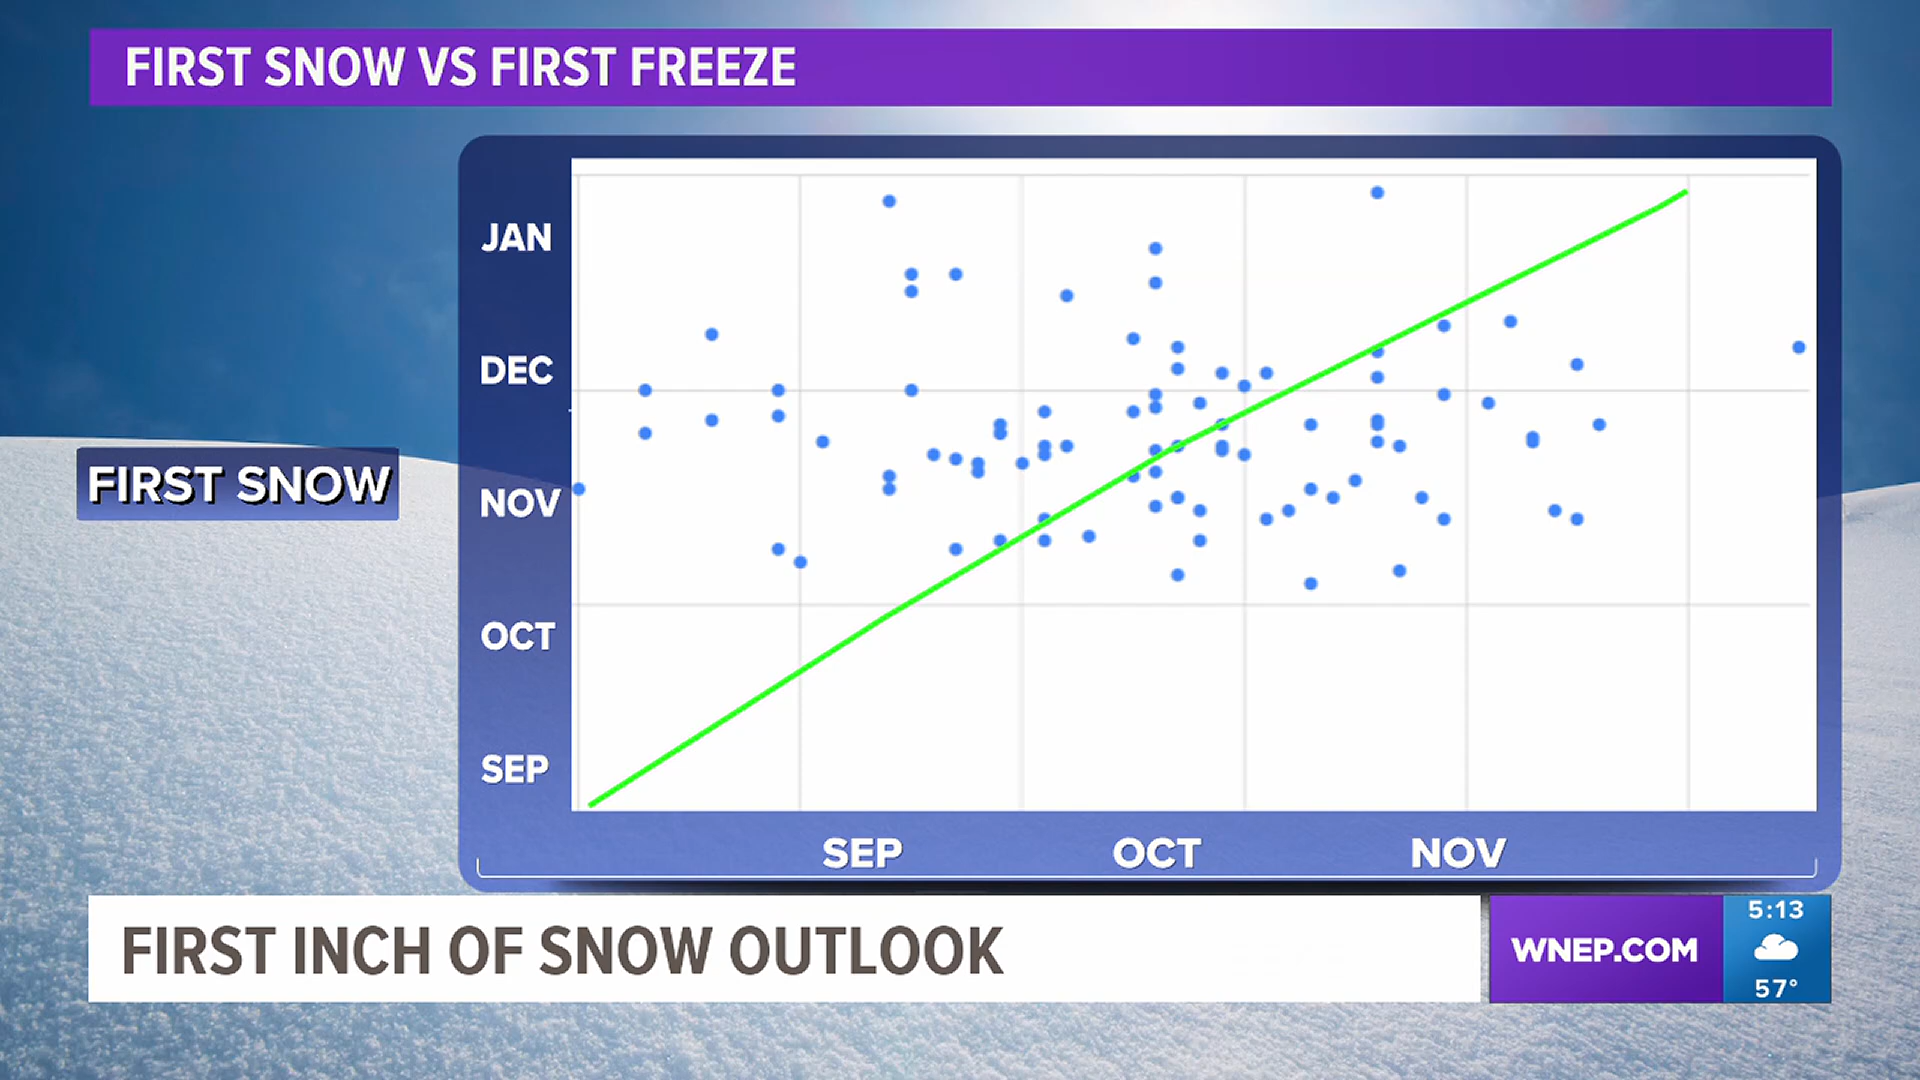 FIRST SNOW VS FIRST FREEZE
JAN
DEC
FIRST SNOW
NOV
OCT
SEP
SEP OCT NOV
FIRST INCH OF SNOW OUTLOOK
WNEP.COM
5:13
57°